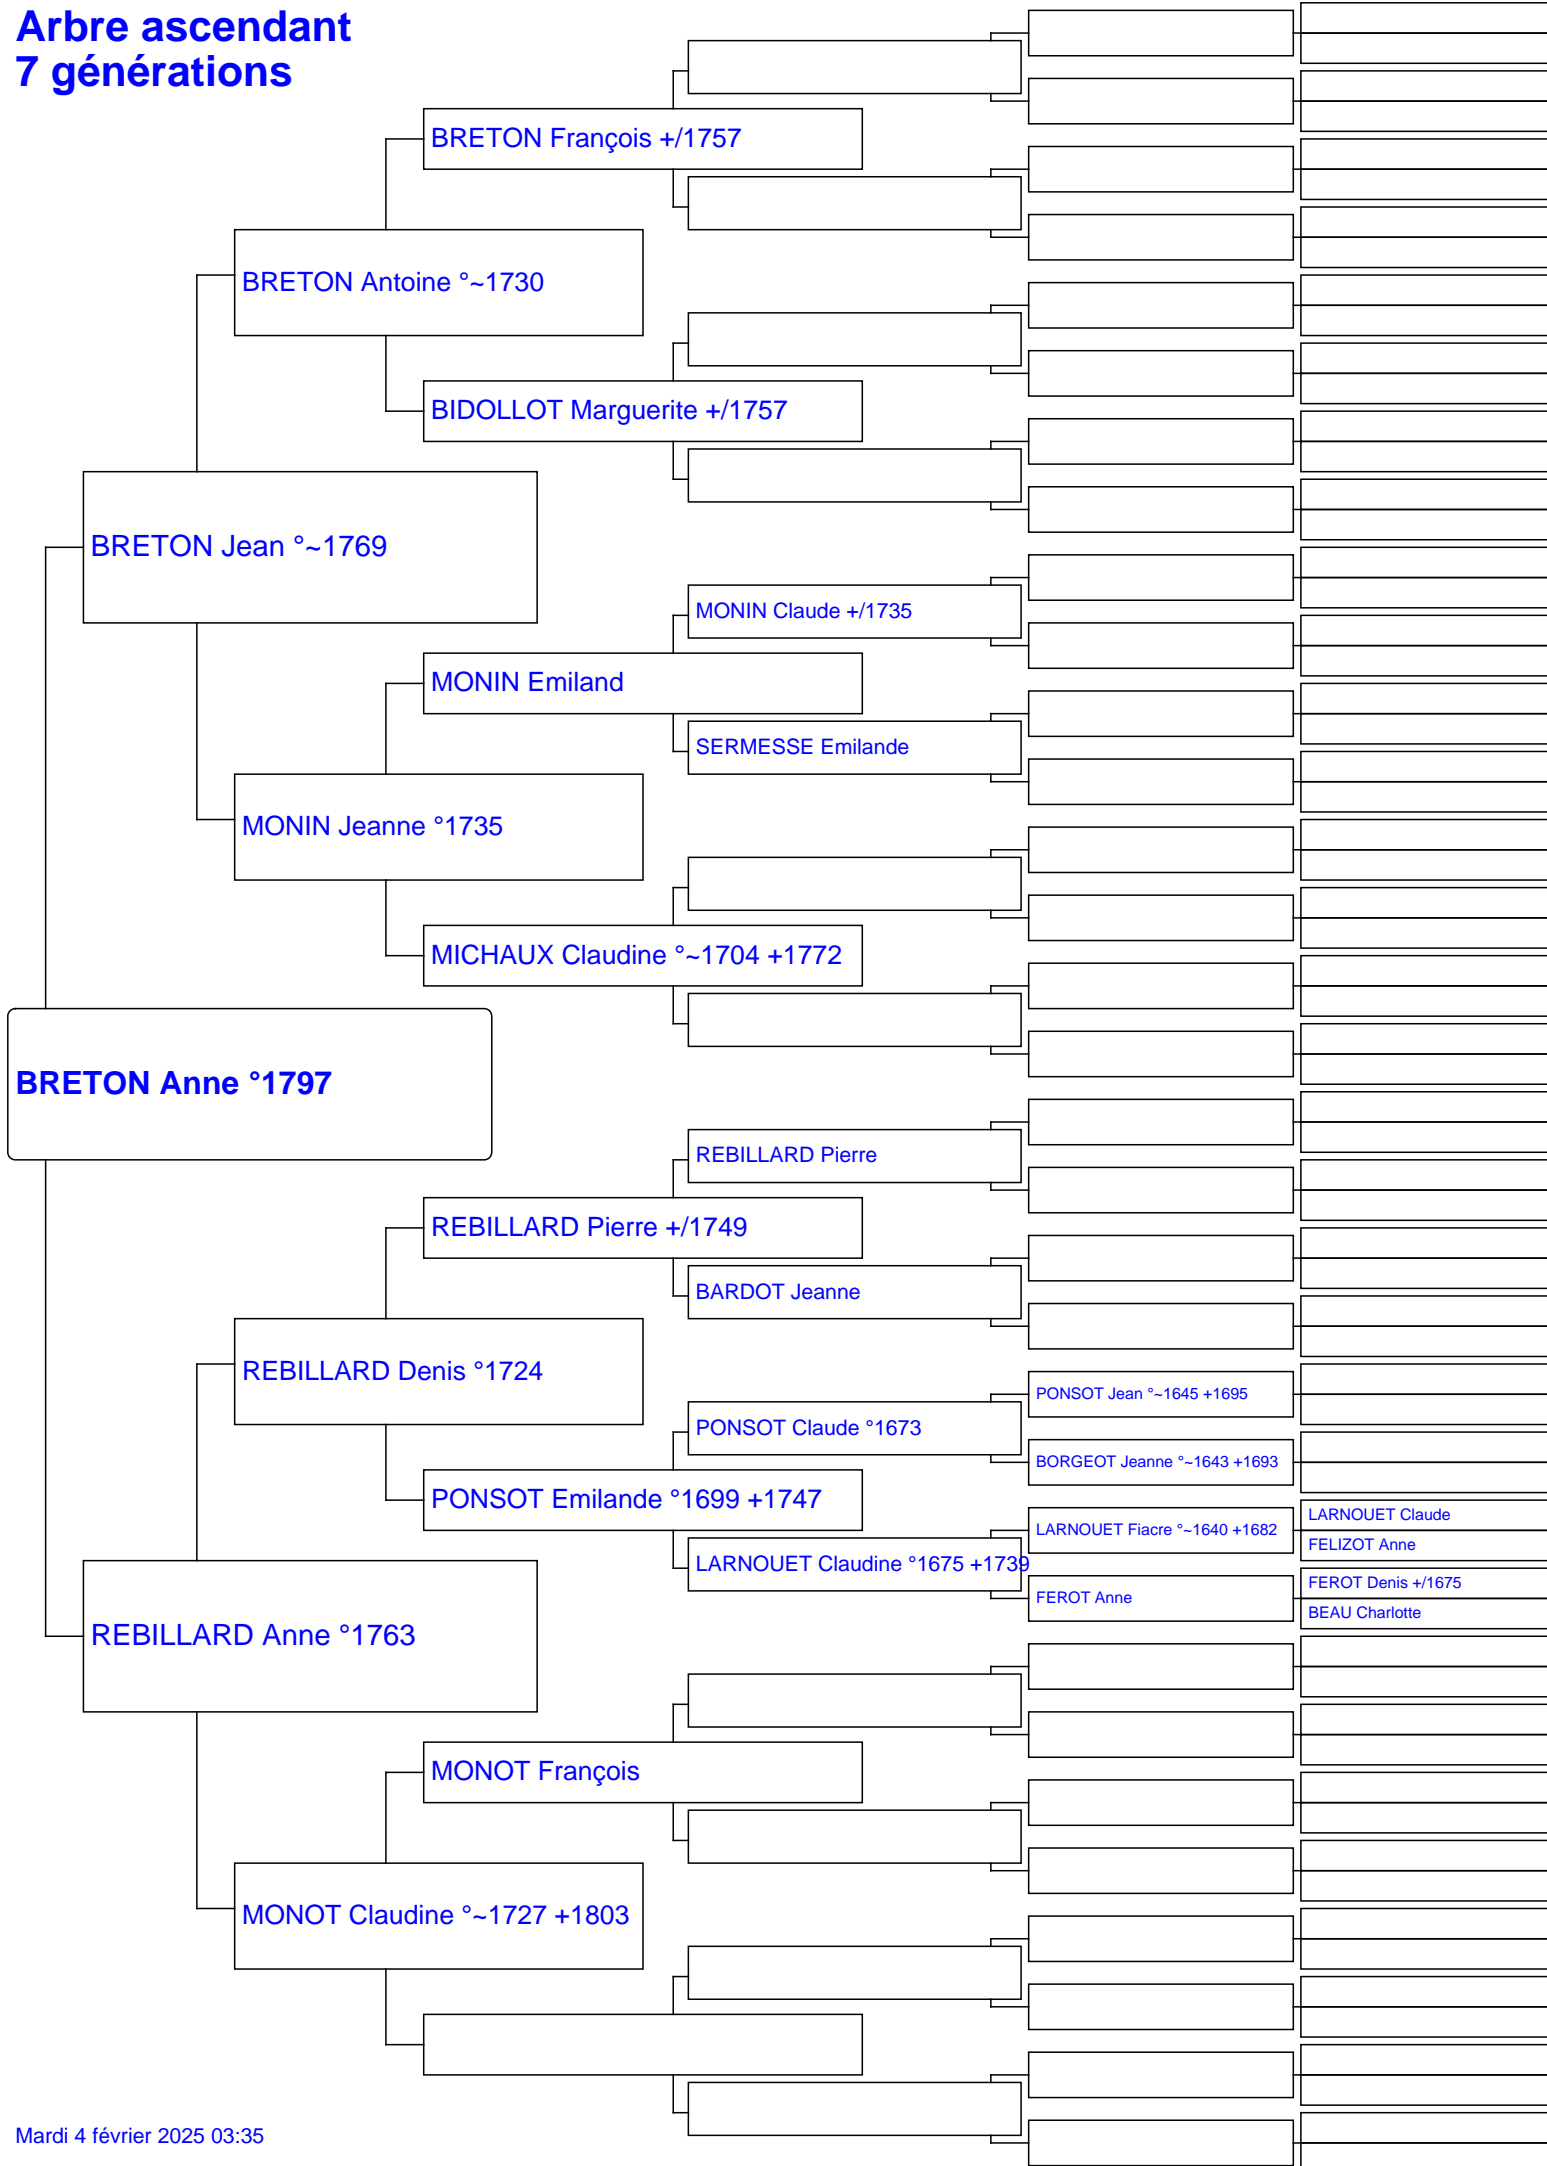 Arbre ascendant
7 générations
BRETON François +/1757
BRETON Antoine °~1730
BIDOLLOT Marguerite +/1757
BRETON Jean °~1769
MONIN Claude +/1735
MONIN Emiland
SERMESSE Emilande
MONIN Jeanne °1735
MICHAUX Claudine °~1704 +1772
BRETON Anne °1797
REBILLARD Pierre
REBILLARD Pierre +/1749
BARDOT Jeanne
REBILLARD Denis °1724
PONSOT Jean °~1645 +1695
PONSOT Claude °1673
BORGEOT Jeanne °~1643 +1693
PONSOT Emilande °1699 +1747
LARNOUET Claude
LARNOUET Fiacre °~1640 +1682
FELIZOT Anne
LARNOUET Claudine °1675 +1739
FEROT Denis +/1675
FEROT Anne
BEAU Charlotte
REBILLARD Anne °1763
MONOT François
MONOT Claudine °~1727 +1803
Mardi 4 février 2025 03:35